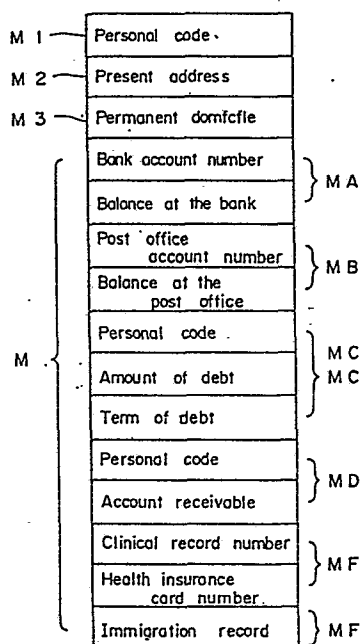 M 1 Personal code.
M 2 Present address
M 3 Permanent domfcfle
Bank account number
M A
Balance at the bank
Post office
account number
M B
Balance at the
post office
Personal code
M C
M Amount of debt M C
Term of debt
Personal code
M D
Account receivable
Clinical record number
M F
Health insurance
card number.
Immigration record M F